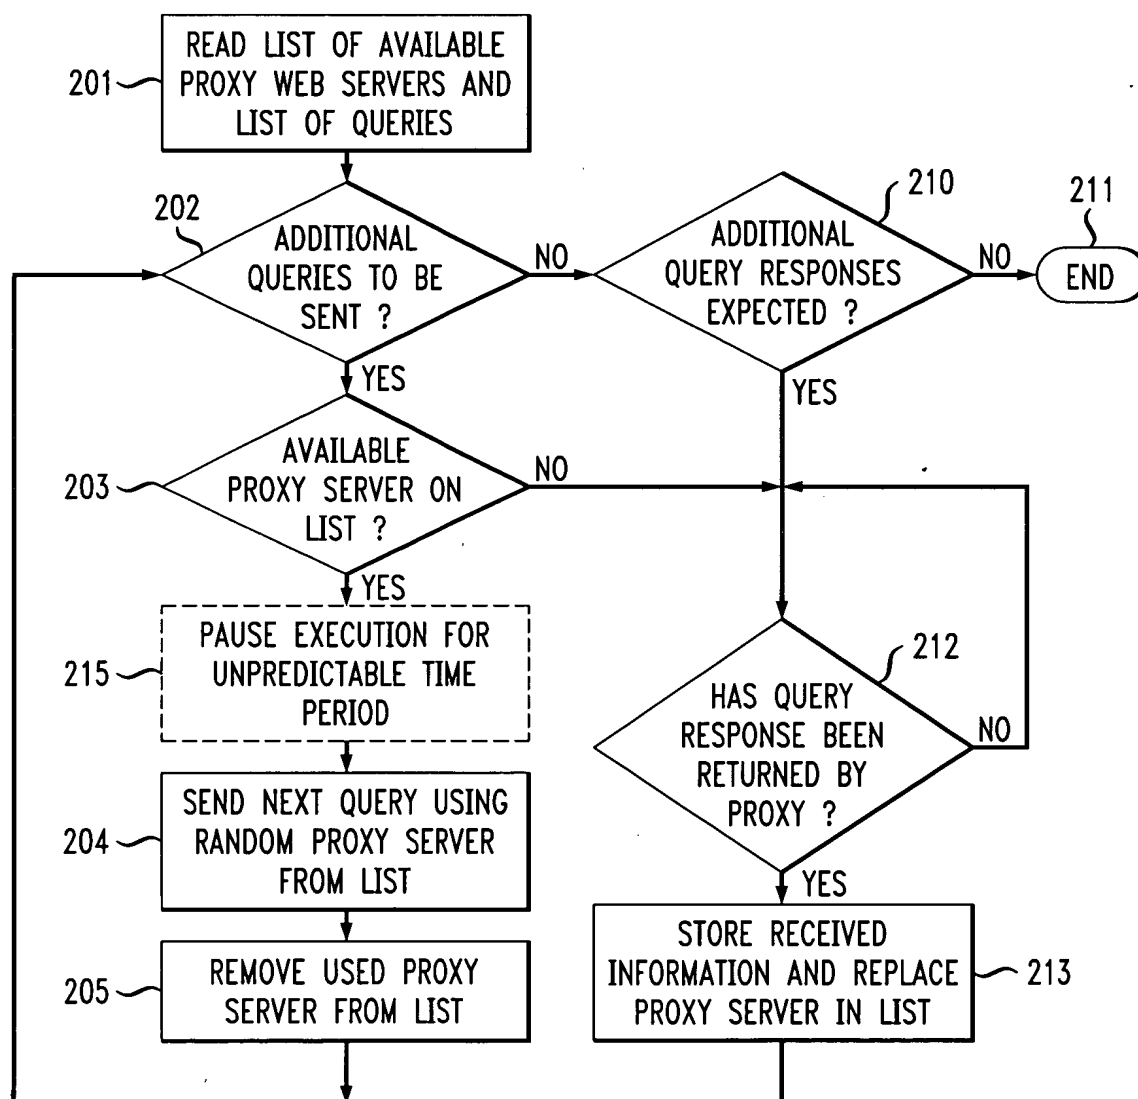 READ LIST OF AVAILABLE
PROXY WEB SERVERS AND
LIST OF QUERIES
201
202
ADDITIONAL
QUERIES TO BE
SENT ?
NO
YES
210
ADDITIONAL
QUERY RESPONSES
EXPECTED ?
NO
YES
211
END
203
AVAILABLE
PROXY SERVER ON
LIST ?
NO
YES
215
PAUSE EXECUTION FOR
UNPREDICTABLE TIME
PERIOD
212
HAS QUERY
RESPONSE BEEN
RETURNED BY
PROXY ?
NO
YES
204
SEND NEXT QUERY USING
RANDOM PROXY SERVER
FROM LIST
205
REMOVE USED PROXY
SERVER FROM LIST
STORE RECEIVED
INFORMATION AND REPLACE
PROXY SERVER IN LIST
213